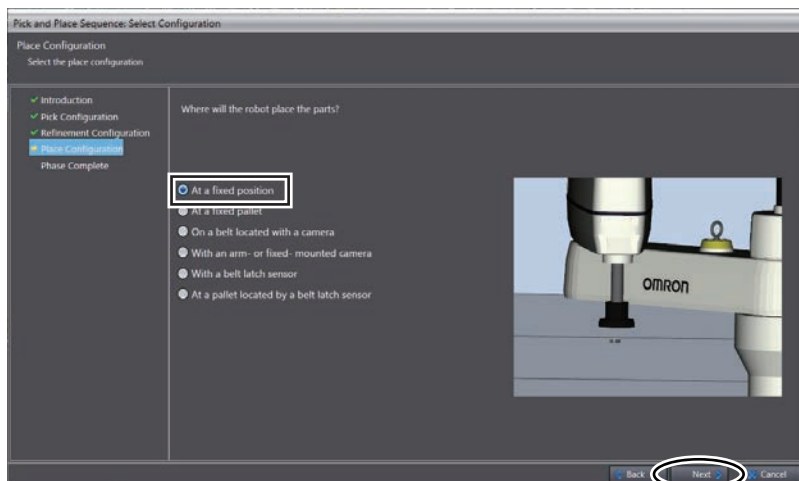 Pick and Place Sequence: Select Configuration
Place Configuration
Select the place configuration
Introduction
Pick Configuration
Refinement Configuration
Place Configuration
Phase Complete
Where will the robot place the parts?
At a fixed position
At a fixed pallet
On a belt located with a camera
With an arm- or fixed- mounted camera
With a belt latch sensor
At a pallet located by a belt latch sensor
OMRON
Back
Next
Cancel